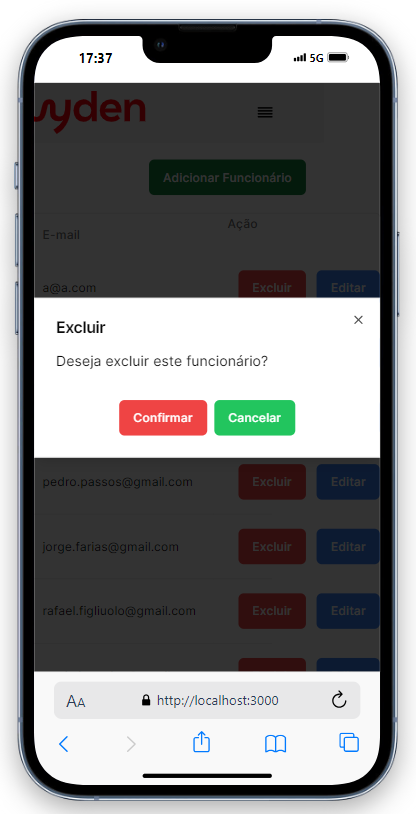 17:37
5G
wyden
Adicionar Funcionário
E-mail
Ação
a@a.com Excluir Editar
Excluir
Deseja excluir este funcionário?
Confirmar Cancelar
pedro.passos@gmail.com Excluir Editar
jorge.farias@gmail.com Excluir Editar
rafael.figliuolo@gmail.com Excluir Editar
AA http://localhost:3000